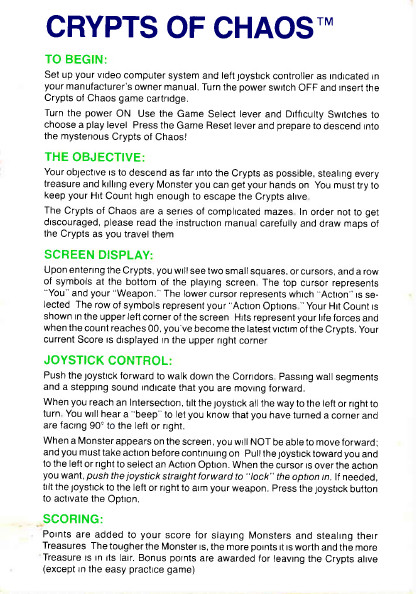 CRYPTS OF CHAOS™
TO BEGIN:
Set up your video computer system and left joystick controller as indicated in
your manufacturer's owner manual. Turn the power switch OFF and insert the
Crypts of Chaos game cartridge.
Turn the power ON Use the Game Select lever and Difficulty Switches to
choose a play level Press the Game Reset lever and prepare to descend into
the mysterious Crypts of Chaos!
THE OBJECTIVE:
Your objective is to descend as far into the Crypts as possible, stealing every
treasure and killing every Monster you can get your hands on You must try to
keep your Hit Count high enough to escape the Crypts alive.
The Crypts of Chaos are a series of complicated mazes. In order not to get
discouraged, please read the instruction manual carefully and draw maps of
the Crypts as you travel them
SCREEN DISPLAY:
Upon entering the Crypts, you will see two small squares, or cursors, and a row
of symbols at the bottom of the playing screen. The top cursor represents
"You" and your "Weapon." The lower cursor represents which "Action" is se-
lected The row of symbols represent your "Action Options." Your Hit Count is
shown in the upper left corner of the screen Hits represent your life forces and
when the count reaches 00, you've become the latest victim of the Crypts. Your
current Score is displayed in the upper right corner
JOYSTICK CONTROL:
Push the joystick forward to walk down the Corridors. Passing wall segments
and a stepping sound indicate that you are moving forward.
When you reach an Intersection, tilt the joystick all the way to the left or right to
turn. You will hear a "beep" to let you know that you have turned a corner and
are facing 90° to the left or right.
When a Monster appears on the screen, you will NOT be able to move forward;
and you must take action before continuing on Pull the joystick toward you and
to the left or right to select an Action Option. When the cursor is over the action
you want, push the joystick straight forward to "lock" the option in. If needed,
tilt the joystick to the left or right to aim your weapon. Press the joystick button
to activate the Option.
SCORING:
Points are added to your score for slaying Monsters and stealing their
Treasures The tougher the Monster is, the more points it is worth and the more
Treasure is in its lair. Bonus points are awarded for leaving the Crypts alive
(except in the easy practice game)